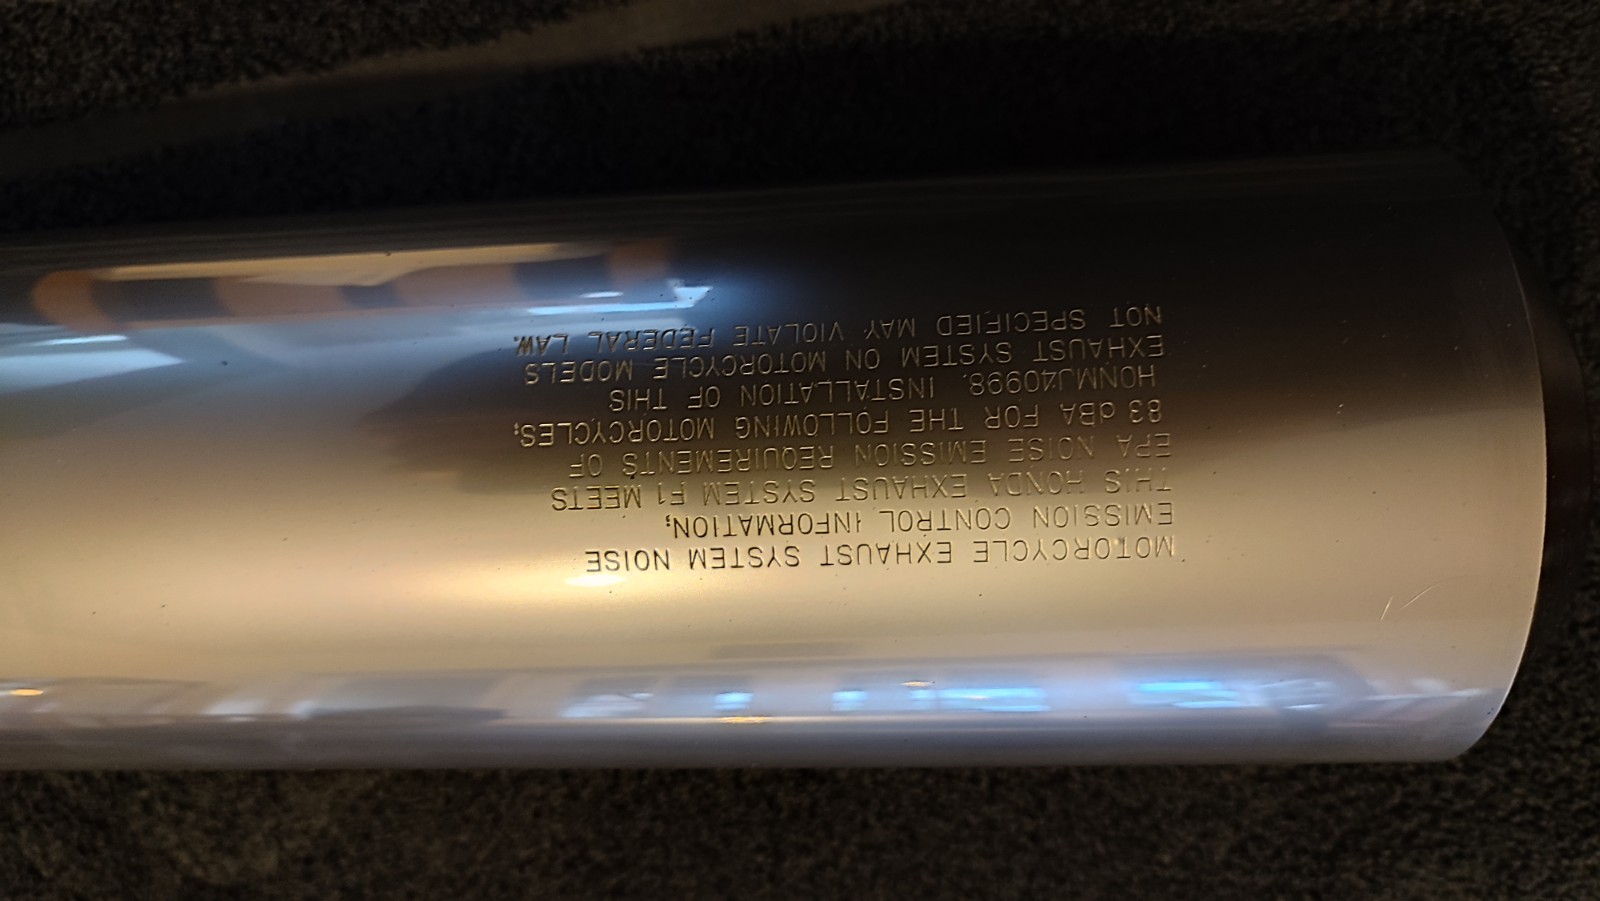 MOTORCYCLE EXHAUST SYSTEM NOISE
EMISSION CONTROL INFORMATION;
THIS HONDA EXHAUST SYSTEM F1 MEETS
EPA NOISE EMISSION REQUIREMENTS OF
83 dBA FOR THE FOLLOWING MOTORCYCLES;
HONMJ40998. INSTALLATION OF THIS
EXHAUST SYSTEM ON MOTORCYCLE MODELS
NOT SPECIFIED MAY VIOLATE FEDERAL LAW.